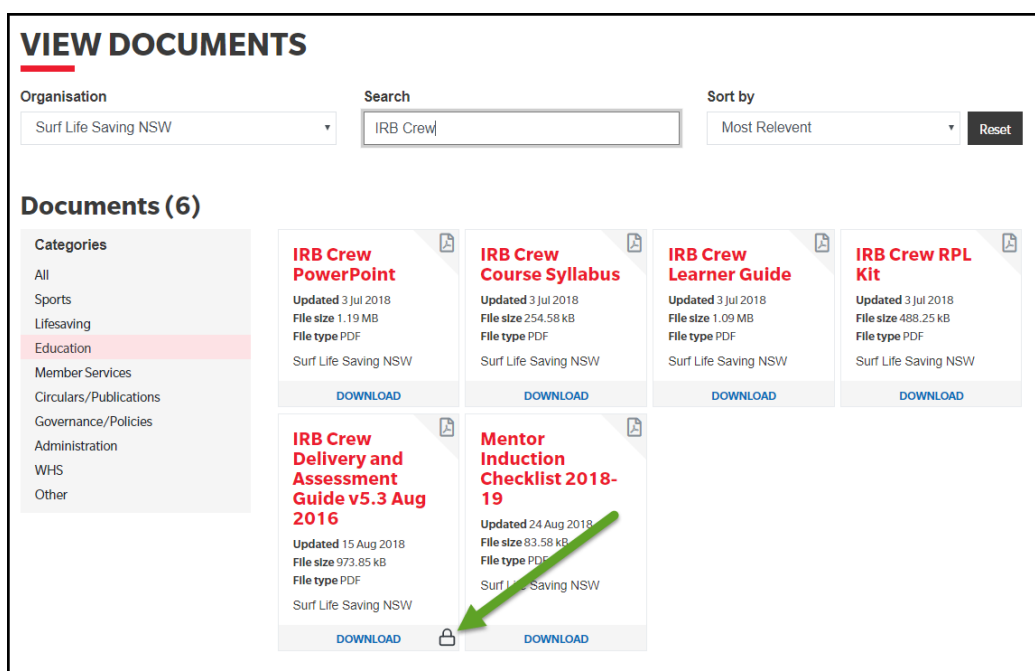 VIEW DOCUMENTS
Organisation
Search
Sort by
Surf Life Saving NSW
IRB Crew
Most Relevent
Reset
Documents (6)
Categories
All
Sports
Lifesaving
Education
Member Services
Circulars/Publications
Governance/Policies
Administration
WHS
Other
IRB Crew
PowerPoint
Updated 3 Jul 2018
File size 1.19 MB
File type PDF
Surf Life Saving NSW
DOWNLOAD
IRB Crew
Course Syllabus
Updated 3 Jul 2018
File size 254.58 kB
File type PDF
Surf Life Saving NSW
DOWNLOAD
IRB Crew
Learner Guide
Updated 3 Jul 2018
File size 1.09 MB
File type PDF
Surf Life Saving NSW
DOWNLOAD
IRB Crew RPL
Kit
Updated 3 Jul 2018
File size 488.25 kB
File type PDF
Surf Life Saving NSW
DOWNLOAD
IRB Crew
Delivery and
Assessment
Guide v5.3 Aug
2016
Updated 15 Aug 2018
File size 973.85 kB
File type PDF
Surf Life Saving NSW
DOWNLOAD
Mentor
Induction
Checklist 2018-
19
Updated 24 Aug 2018
File size 83.58 kB
File type PDF
Surf Life Saving NSW
DOWNLOAD